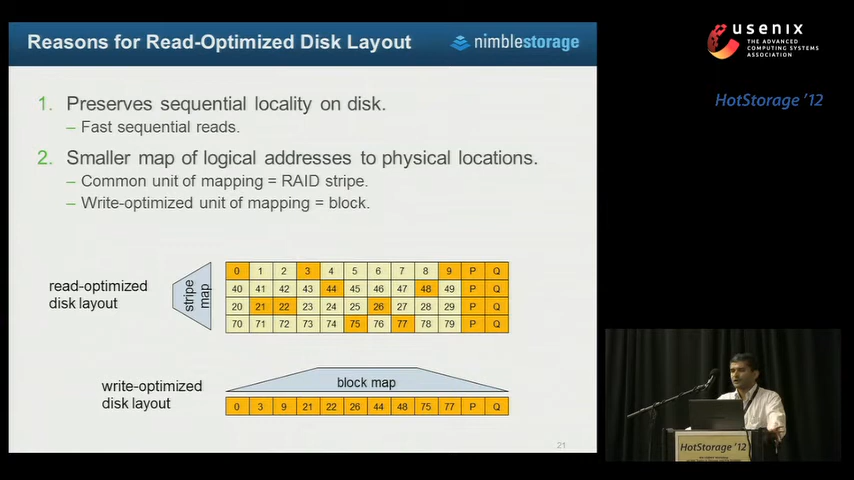 Reasons for Read-Optimized Disk Layout
nimblestorage
usenix
THE ADVANCED
COMPUTING SYSTEMS
ASSOCIATION
HotStorage '12
1. Preserves sequential locality on disk.
– Fast sequential reads.
2. Smaller map of logical addresses to physical locations.
– Common unit of mapping = RAID stripe.
– Write-optimized unit of mapping = block.
read-optimized
disk layout
stripe
map
0 1 2 3 4 5 6 7 8 9 P Q
40 41 42 43 44 45 46 47 48 49 P Q
20 21 22 23 24 25 26 27 28 29 P Q
70 71 72 73 74 75 76 77 78 79 P Q
write-optimized
disk layout
block map
0 3 9 21 22 26 44 48 75 77 P Q
21
HotStorage '12